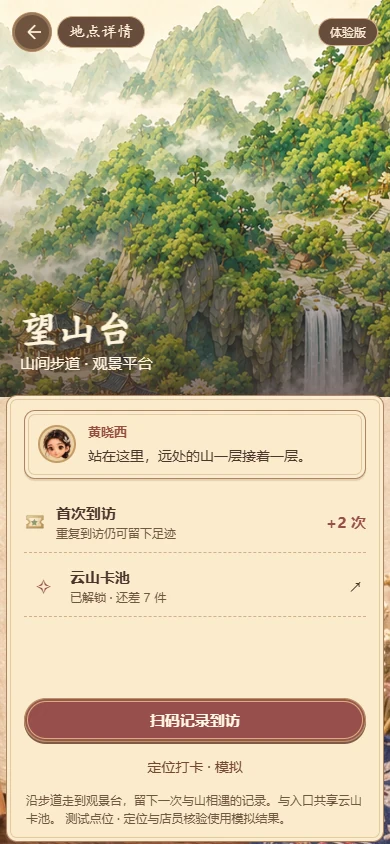 地点详情
体验版
望山台
山间步道 · 观景平台
黄晓西
站在这里，远处的山一层接着一层。
首次到访
+2 次
重复到访仍可留下足迹
云山卡池
已解锁 · 还差 7 件
扫码记录到访
定位打卡 · 模拟
沿步道走到观景台，留下一次与山相遇的记录。与入口共享云山
卡池。 测试点位 · 定位与店员核验使用模拟结果。